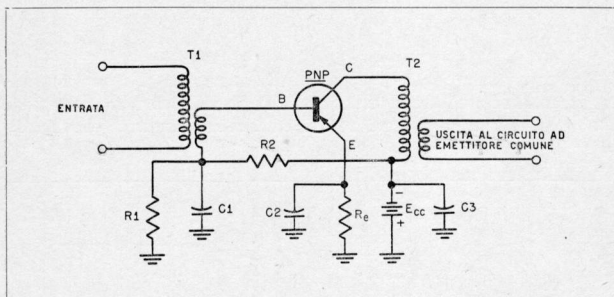 T1
T2
PNP
C
B
E
ENTRATA
USCITA AL CIRCUITO AD
EMETTITORE COMUNE
R2
R1
C1
C2
Re
Ecc
C3
−
+